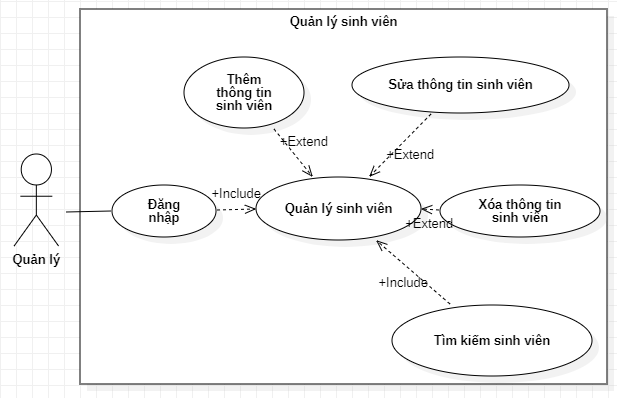 Quản lý sinh viên
Thêm
thông tin
sinh viên
Sửa thông tin sinh viên
+Extend
+Extend
Đăng
nhập
+Include
Quản lý sinh viên
Xóa thông tin
sinh viên
+Extend
Quản lý
+Include
Tìm kiếm sinh viên